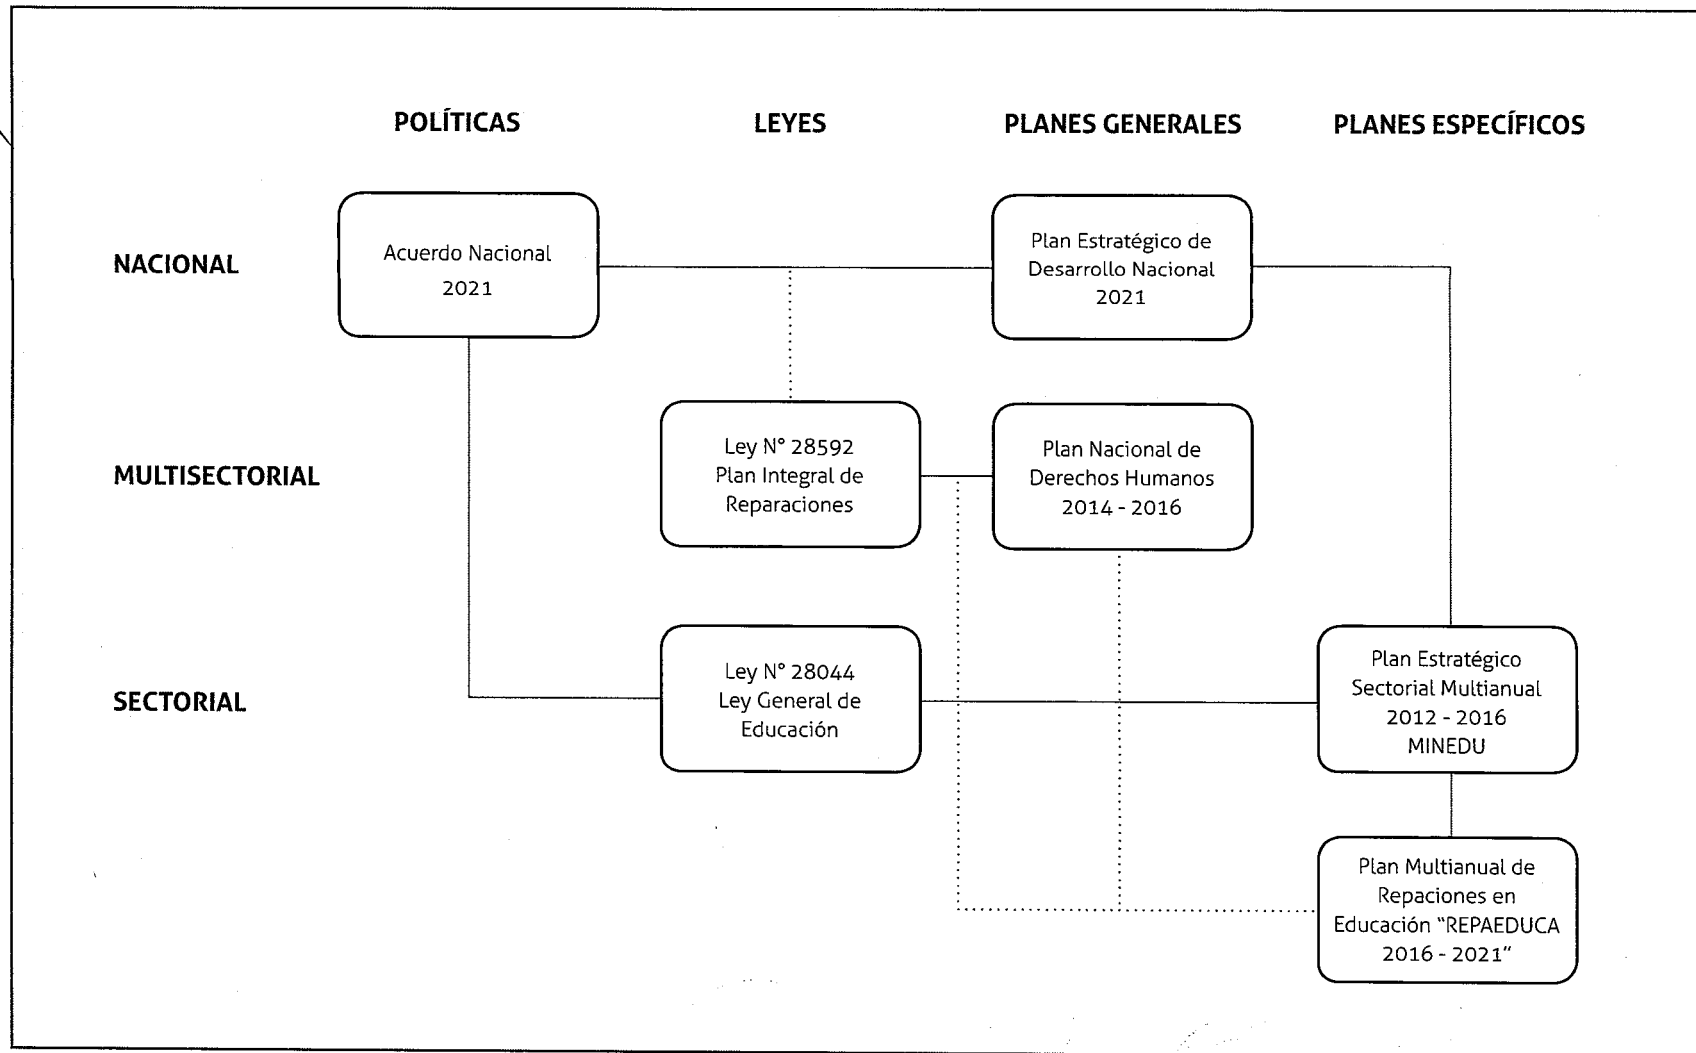 POLÍTICAS LEYES PLANES GENERALES PLANES ESPECÍFICOS
NACIONAL
Acuerdo Nacional
2021
Plan Estratégico de
Desarrollo Nacional
2021
MULTISECTORIAL
Ley N° 28592
Plan Integral de
Reparaciones
Plan Nacional de
Derechos Humanos
2014 - 2016
SECTORIAL
Ley N° 28044
Ley General de
Educación
Plan Estratégico
Sectorial Multianual
2012 - 2016
MINEDU
Plan Multianual de
Repaciones en
Educación "REPAEDUCA
2016 - 2021"